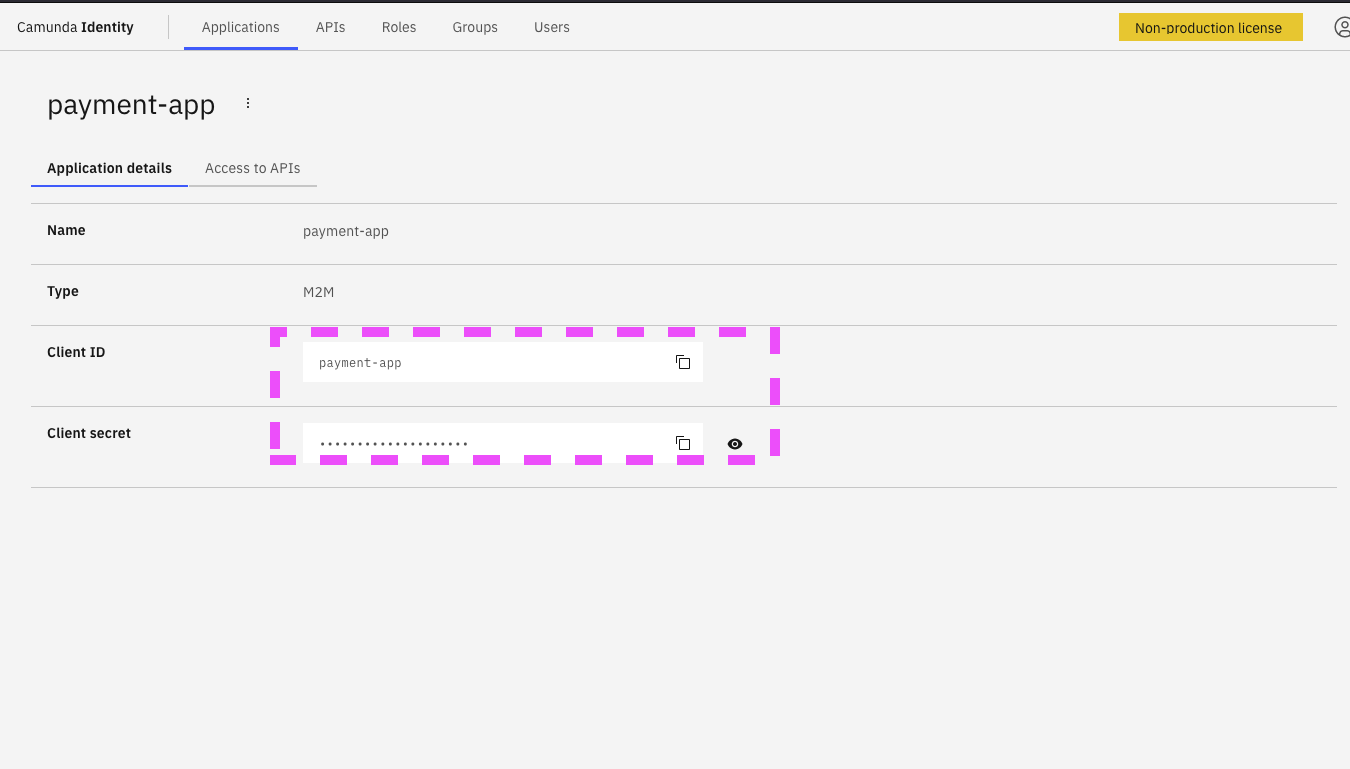 Camunda Identity Applications APIs Roles Groups Users Non-production license
payment-app
Application details Access to APIs
Name payment-app
Type M2M
Client ID payment-app
Client secret ••••••••••••••••••••